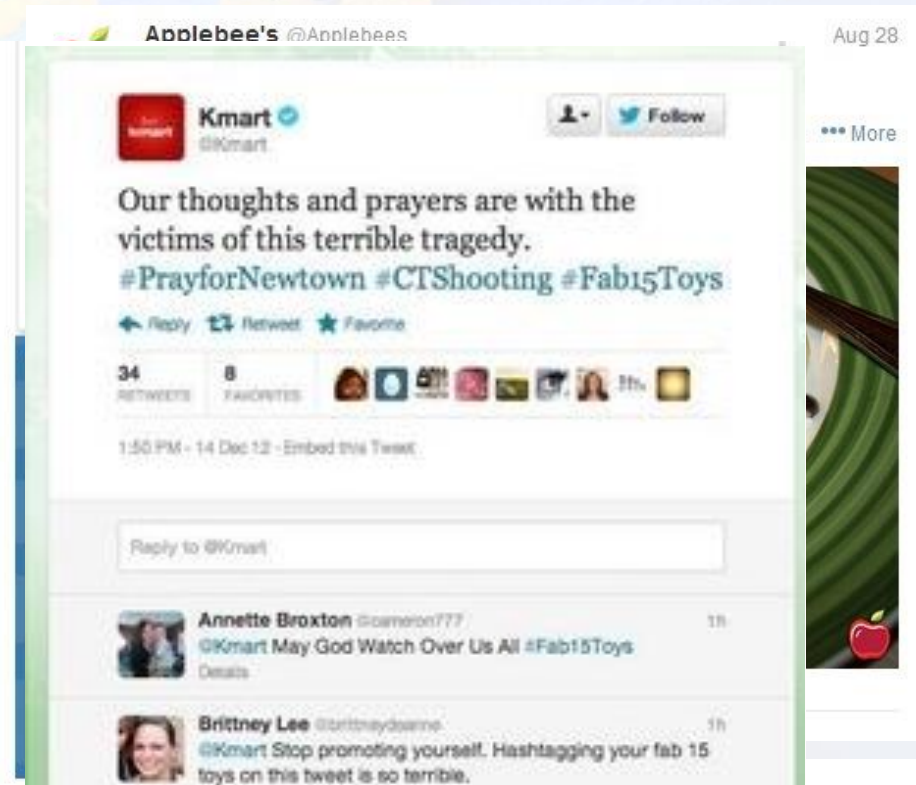 Applebee's @Applebees
Aug 28
Kmart
@Kmart
Follow
••• More
Our thoughts and prayers are with the
victims of this terrible tragedy.
#PrayforNewtown #CTShooting #Fab15Toys
Reply Retweet Favorite
34 8
RETWEETS FAVORITES
1:50 PM - 14 Dec 12 - Embed this Tweet
Reply to @Kmart
Annette Broxton @cameron777 1h
@Kmart May God Watch Over Us All #Fab15Toys
Details
Brittney Lee @brittneydeanne 1h
@Kmart Stop promoting yourself. Hashtagging your fab 15
toys on this tweet is so terrible.